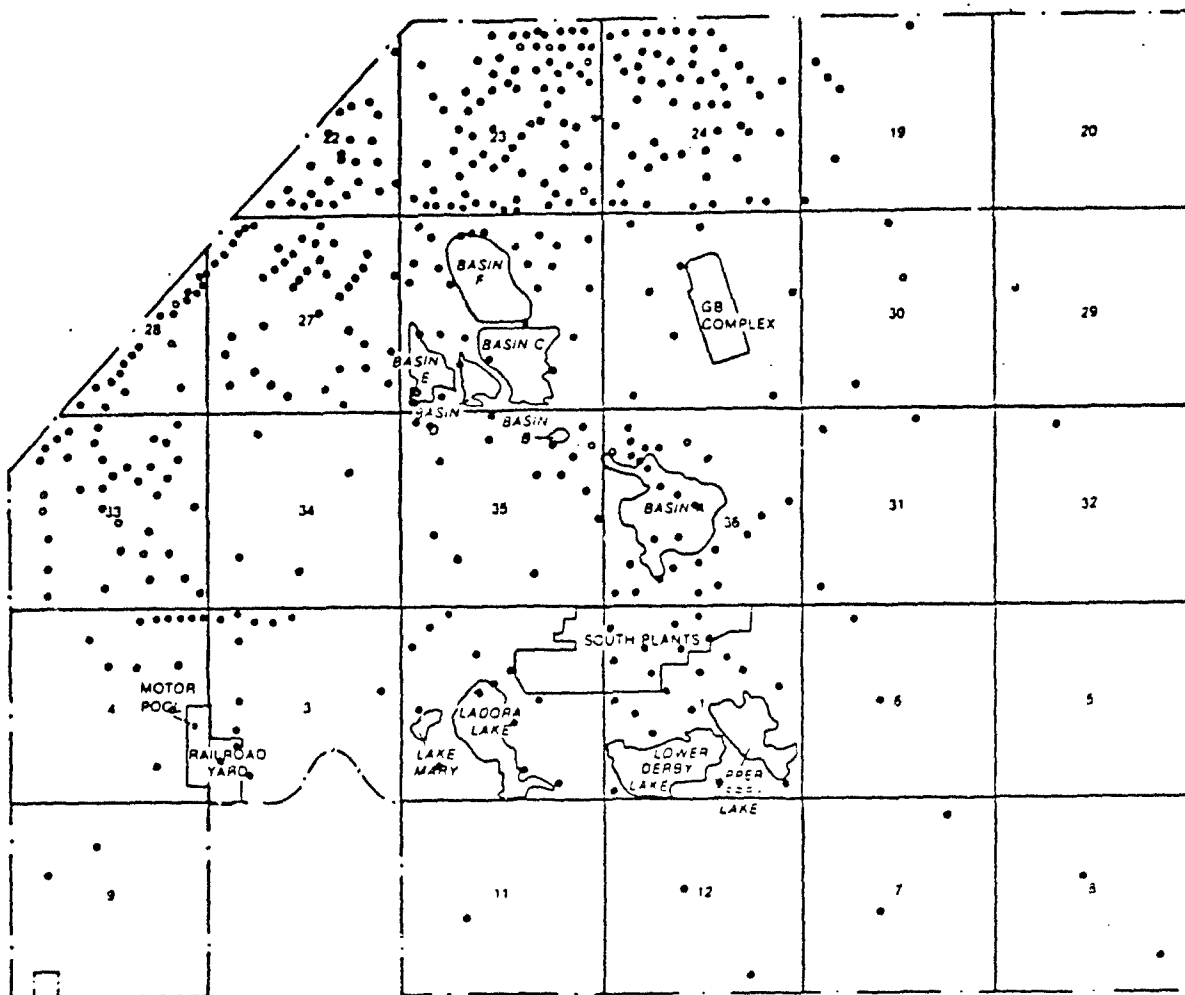 22
23
24
19
20
BASIN
F
28
27
GB
COMPLEX
30
29
BASIN C
BASIN
E
BASIN
BASIN
B
33
34
35
BASIN A
36
31
32
SOUTH PLANTS
MOTOR
POOL
4
3
LADORA
LAKE
1
6
5
RAILROAD
YARD
LAKE
MARY
LOWER
DERBY
LAKE
LAKE
9
11
12
7
8